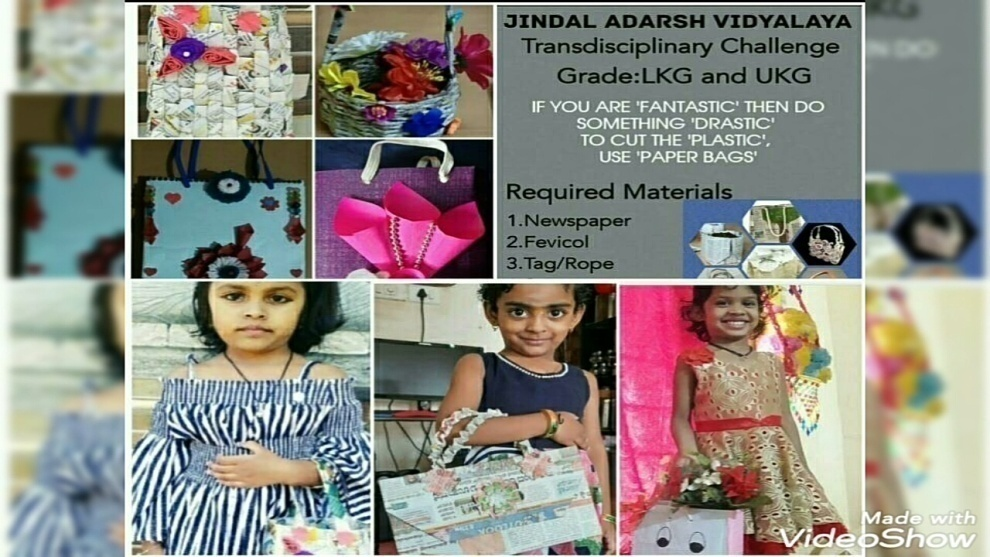 JINDAL ADARSH VIDYALAYA
Transdisciplinary Challenge
Grade:LKG and UKG
IF YOU ARE 'FANTASTIC' THEN DO
SOMETHING 'DRASTIC'
TO CUT THE 'PLASTIC',
USE 'PAPER BAGS'
Required Materials
1.Newspaper
2.Fevicol
3.Tag/Rope
Made with
VideoShow